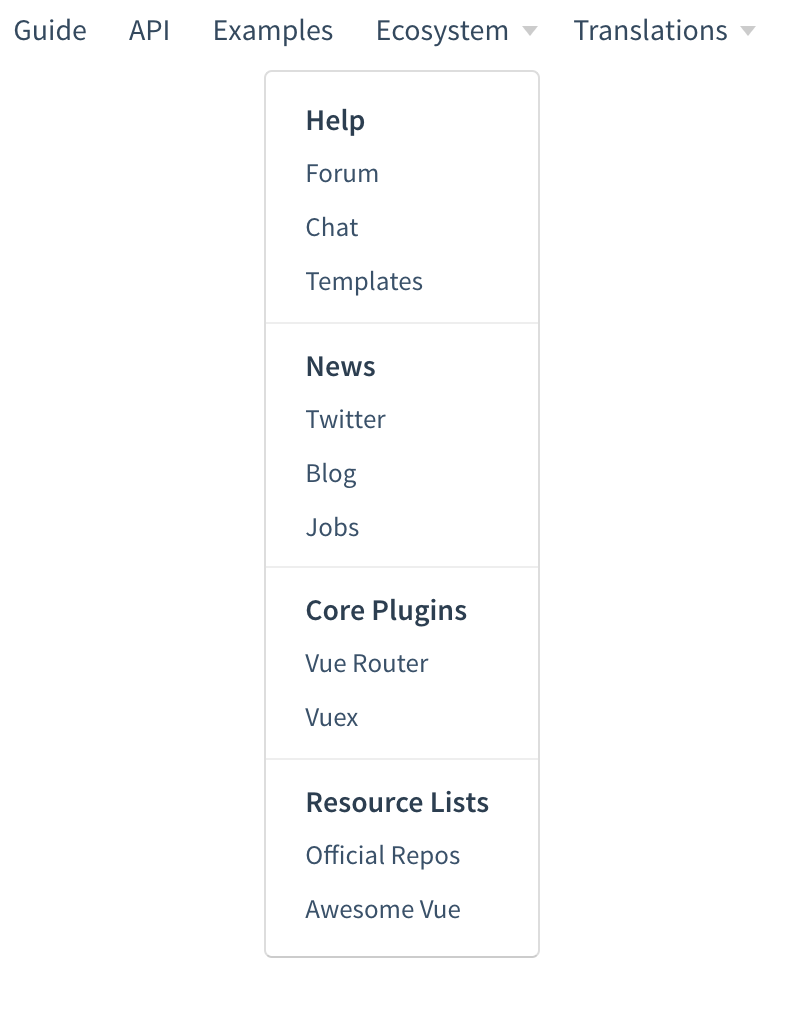 Guide API Examples Ecosystem Translations
Help
Forum
Chat
Templates
News
Twitter
Blog
Jobs
Core Plugins
Vue Router
Vuex
Resource Lists
Official Repos
Awesome Vue